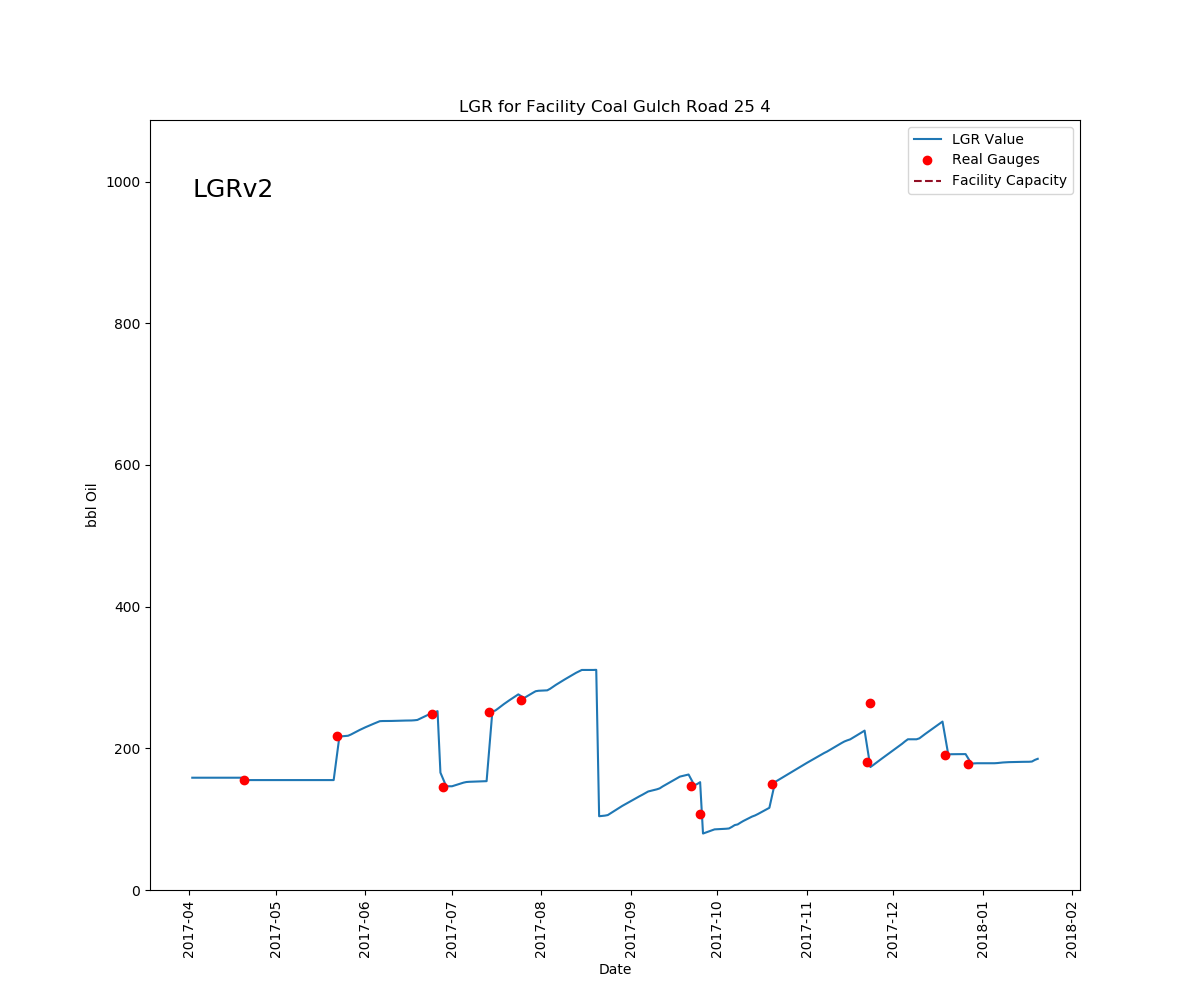 LGR for Facility Coal Gulch Road 25 4
LGRv2
LGR Value
Real Gauges
Facility Capacity
1000
800
600
400
200
0
bbl Oil
2017-04
2017-05
2017-06
2017-07
2017-08
2017-09
2017-10
2017-11
2017-12
2018-01
2018-02
Date